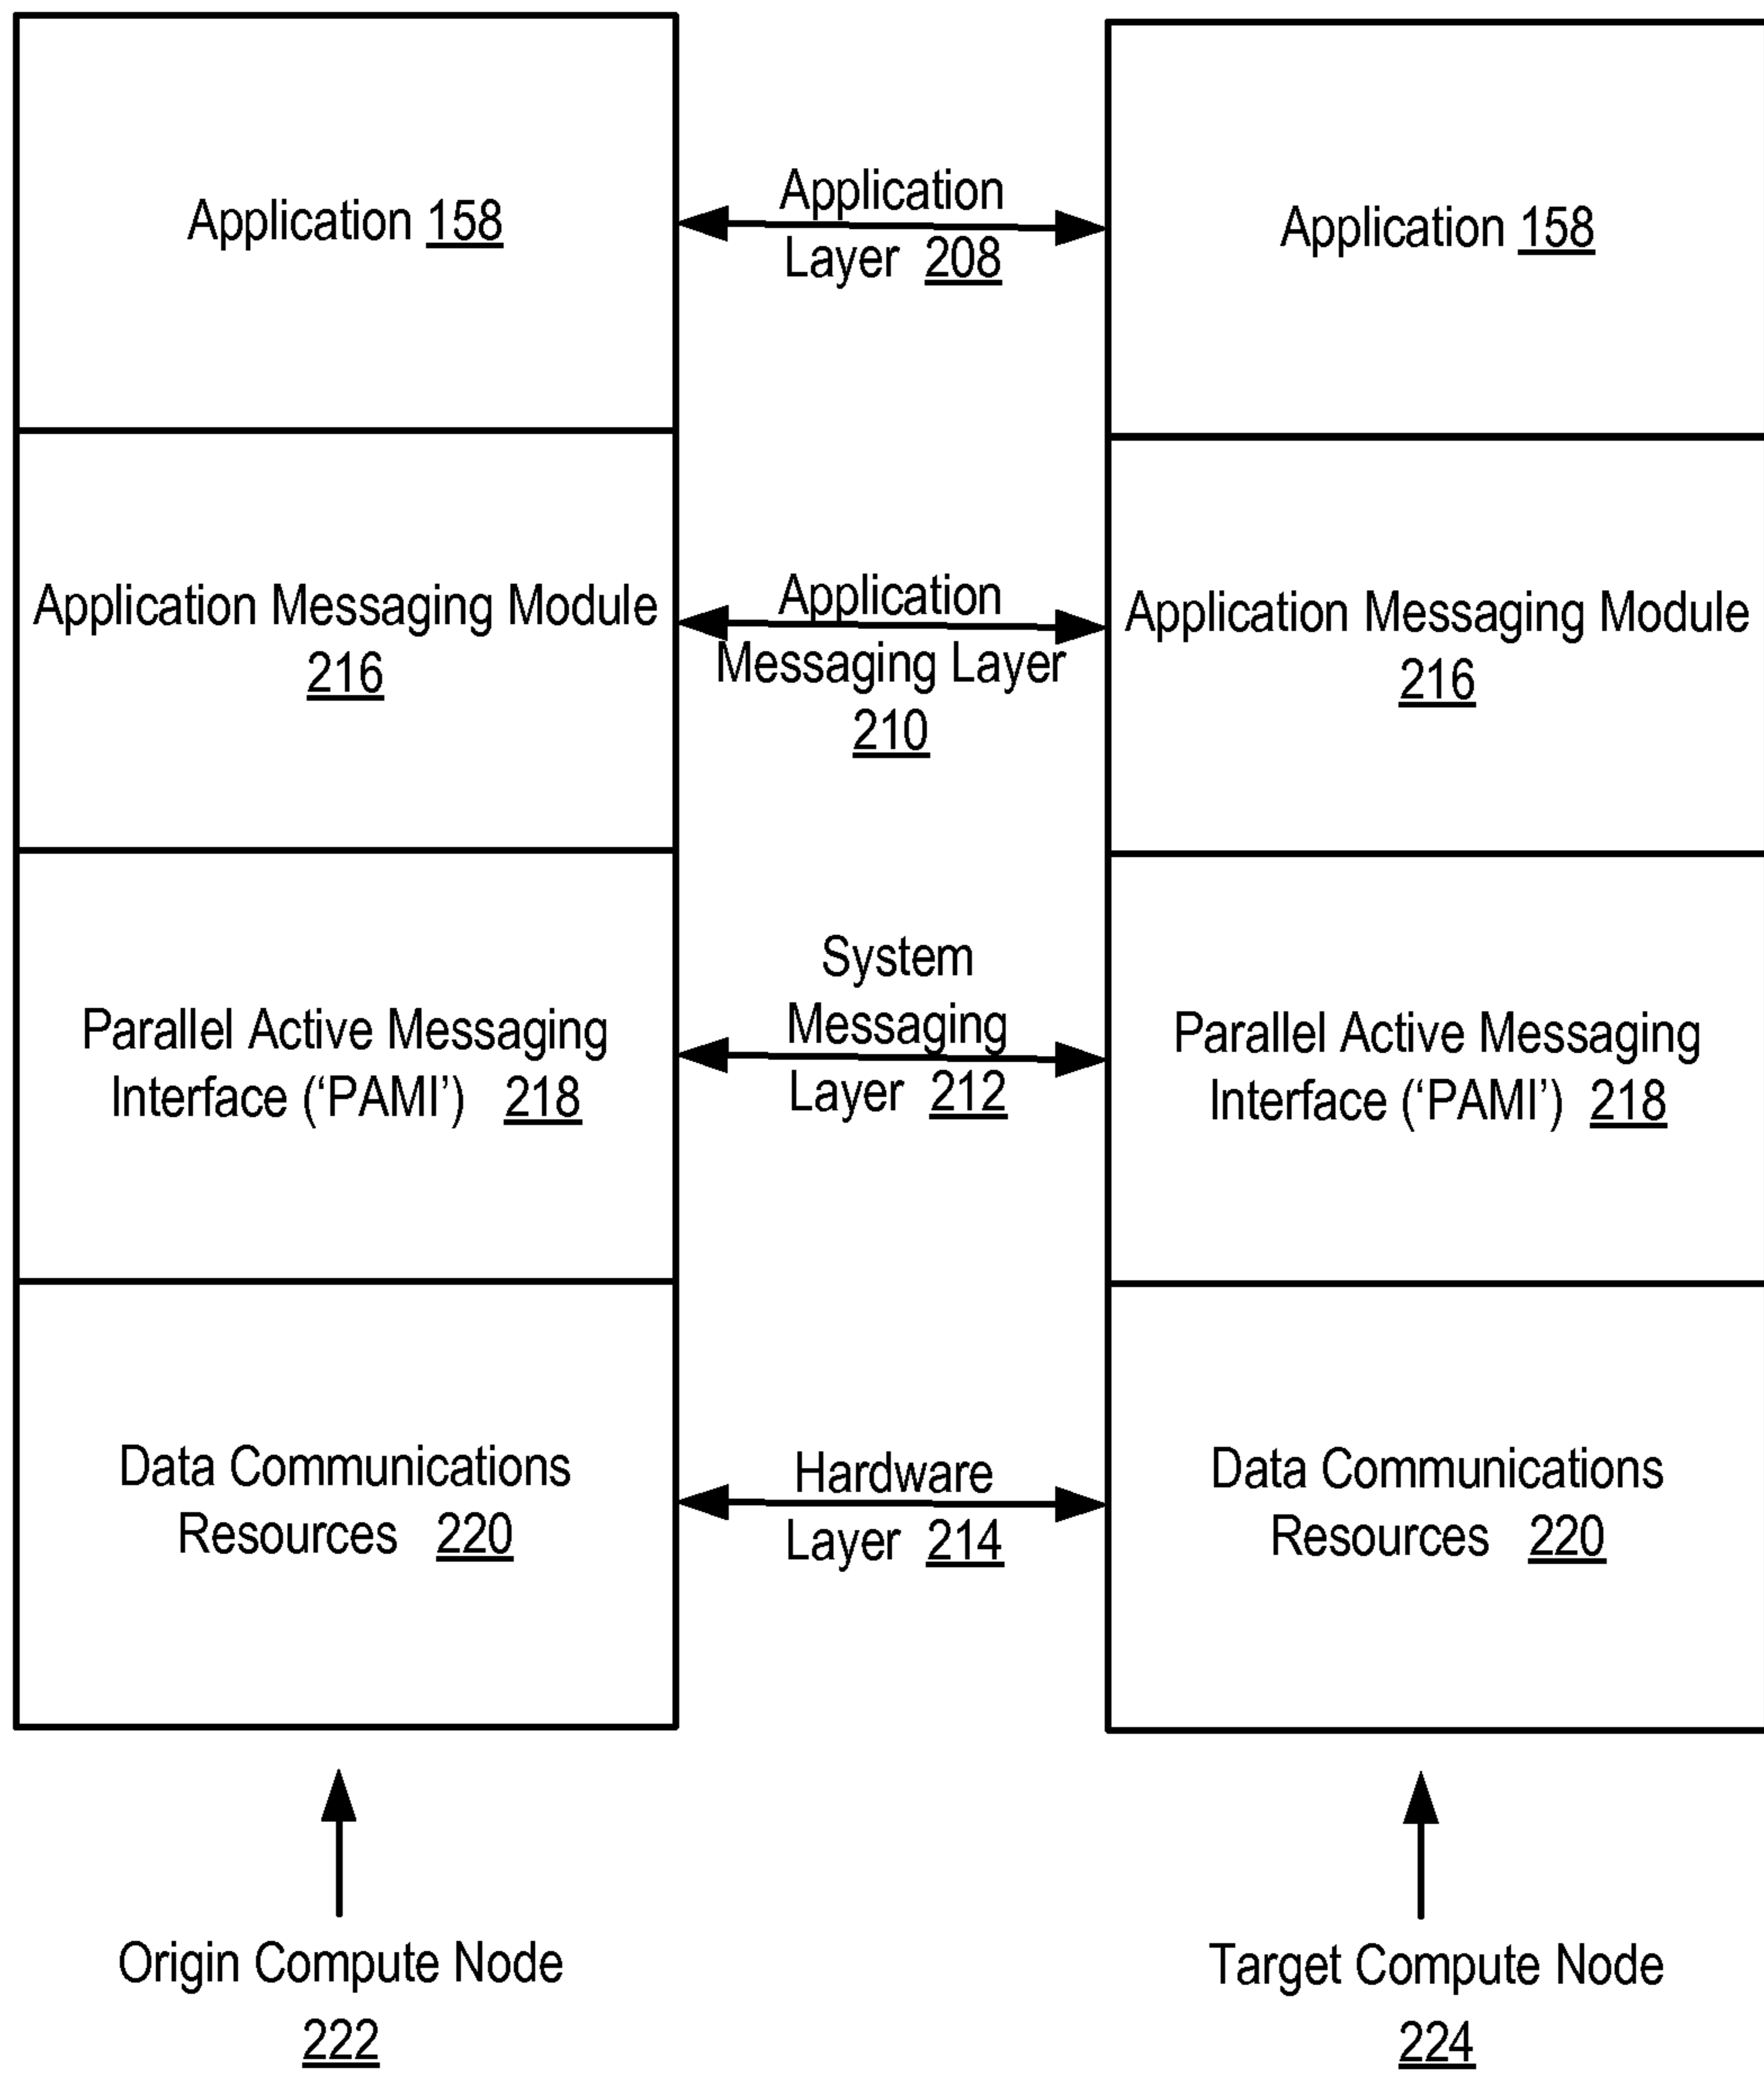 Application 158
Application
Layer 208
Application 158
Application Messaging Module
216
Application
Messaging Layer
210
Application Messaging Module
216
Parallel Active Messaging
Interface (‘PAMI’) 218
System
Messaging
Layer 212
Parallel Active Messaging
Interface (‘PAMI’) 218
Data Communications
Resources 220
Hardware
Layer 214
Data Communications
Resources 220
Origin Compute Node
222
Target Compute Node
224